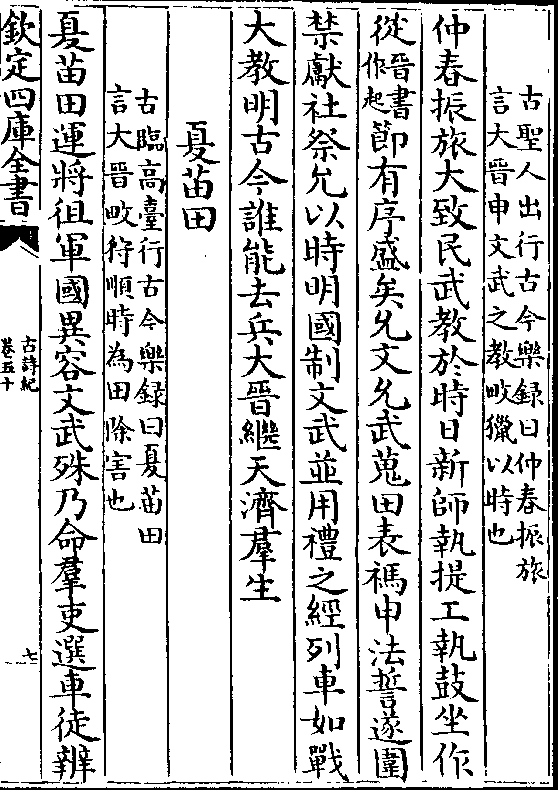 古聖人出行古今樂録曰仲春振旅
言大晉申文武之教畋獵以時也
仲春振旅大致民武教於時日新師執提工執鼓坐作
從晉書作起節有序盛矣允文允武蒐田表禡申法誓遂圍
禁獻社祭允以時明國制文武並用禮之經列車如戰
大教明古今誰能去兵大晉繼天濟羣生
夏苗田
古臨高臺行古今樂録曰夏苗田
言大晉畋狩順時為田除害也
夏苗田運將徂軍國異容文武殊乃命羣吏選車徒辨
欽定四庫全書
古詩紀
卷五十
七